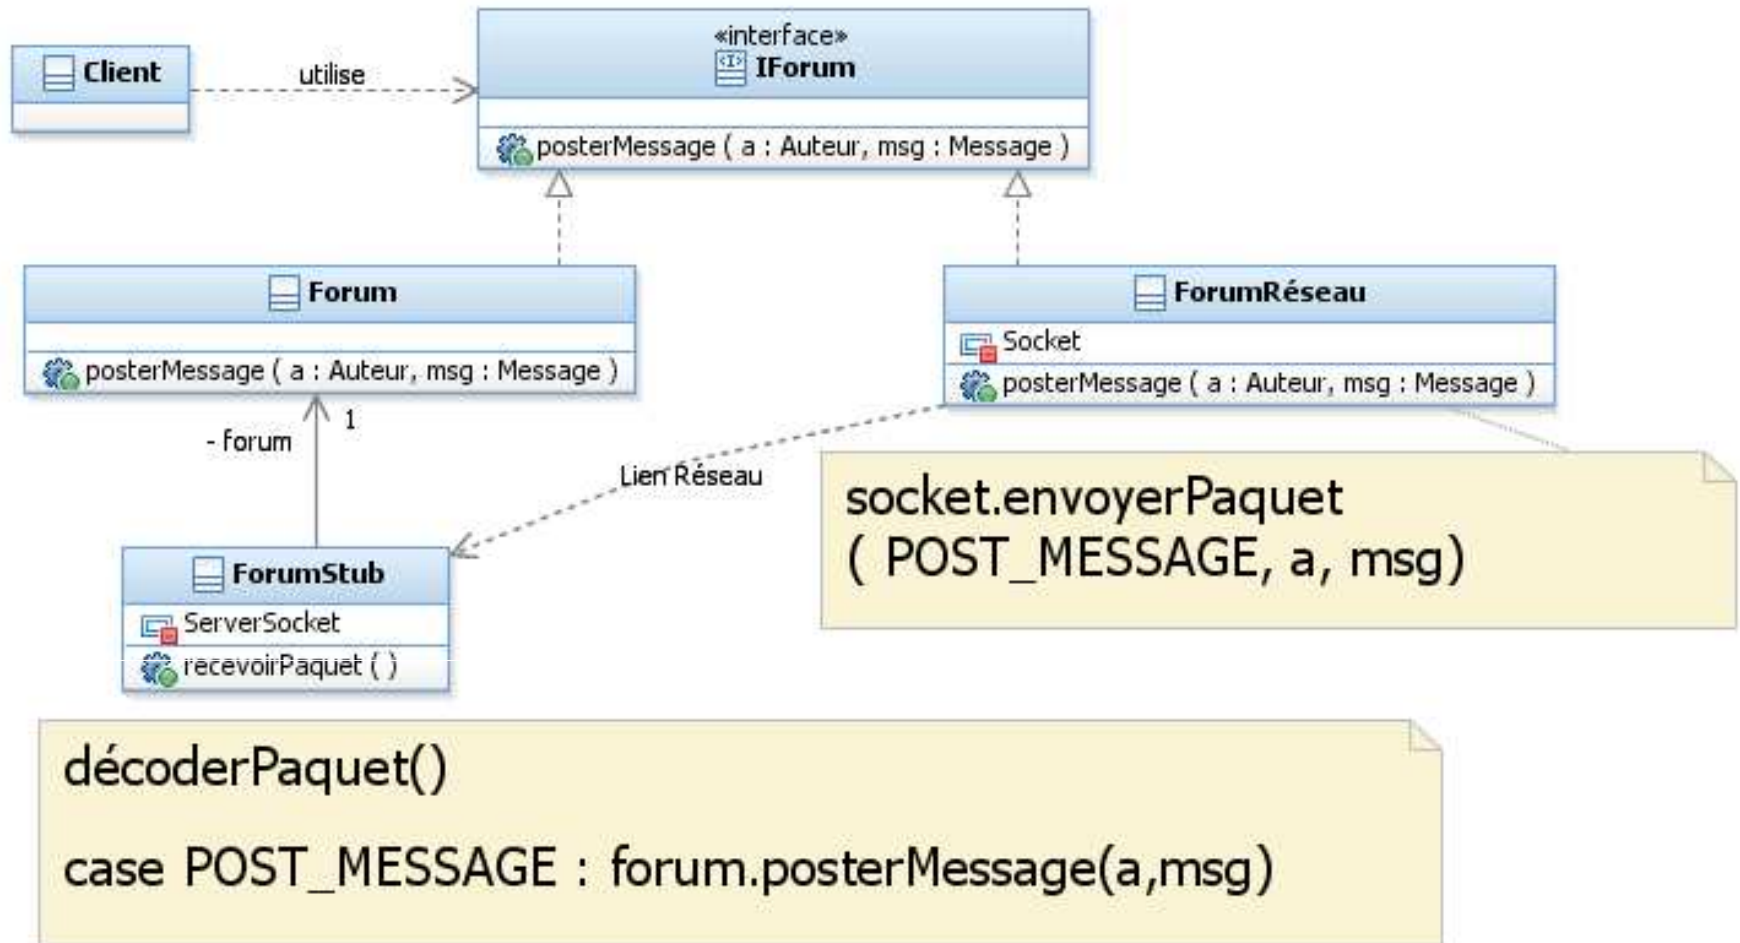 Client
utilise
«interface»
IForum
posterMessage ( a : Auteur, msg : Message )
Forum
posterMessage ( a : Auteur, msg : Message )
ForumRéseau
Socket
posterMessage ( a : Auteur, msg : Message )
1
- forum
Lien Réseau
socket.envoyerPaquet
( POST_MESSAGE, a, msg)
ForumStub
ServerSocket
recevoirPaquet ( )
décoderPaquet()
case POST_MESSAGE : forum.posterMessage(a,msg)